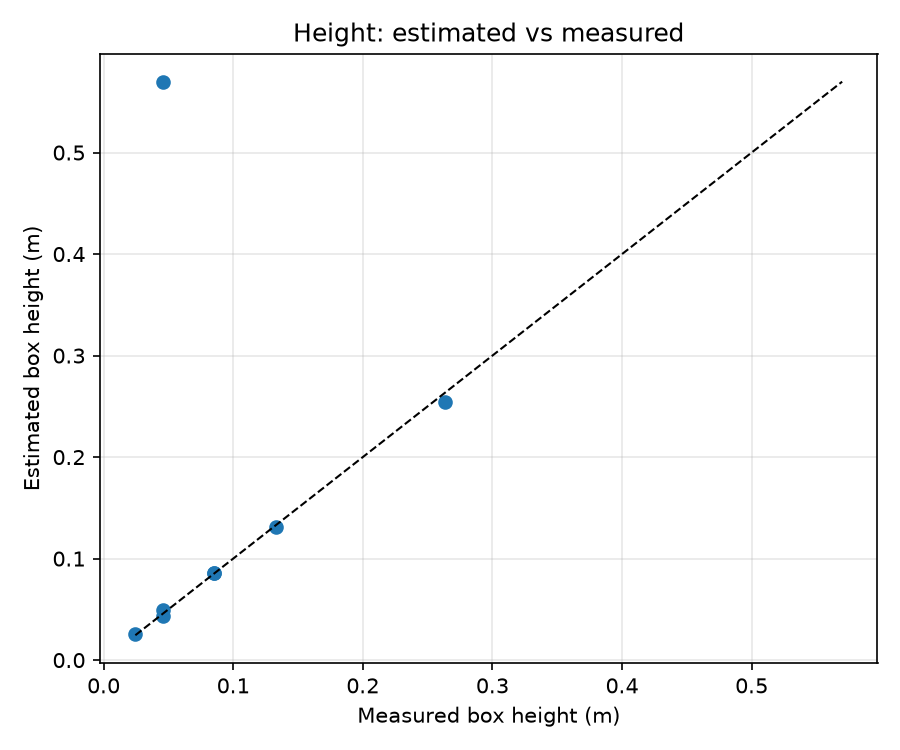 Height: estimated vs measured
Estimated box height (m)
0.5
0.4
0.3
0.2
0.1
0.0
0.0 0.1 0.2 0.3 0.4 0.5
Measured box height (m)